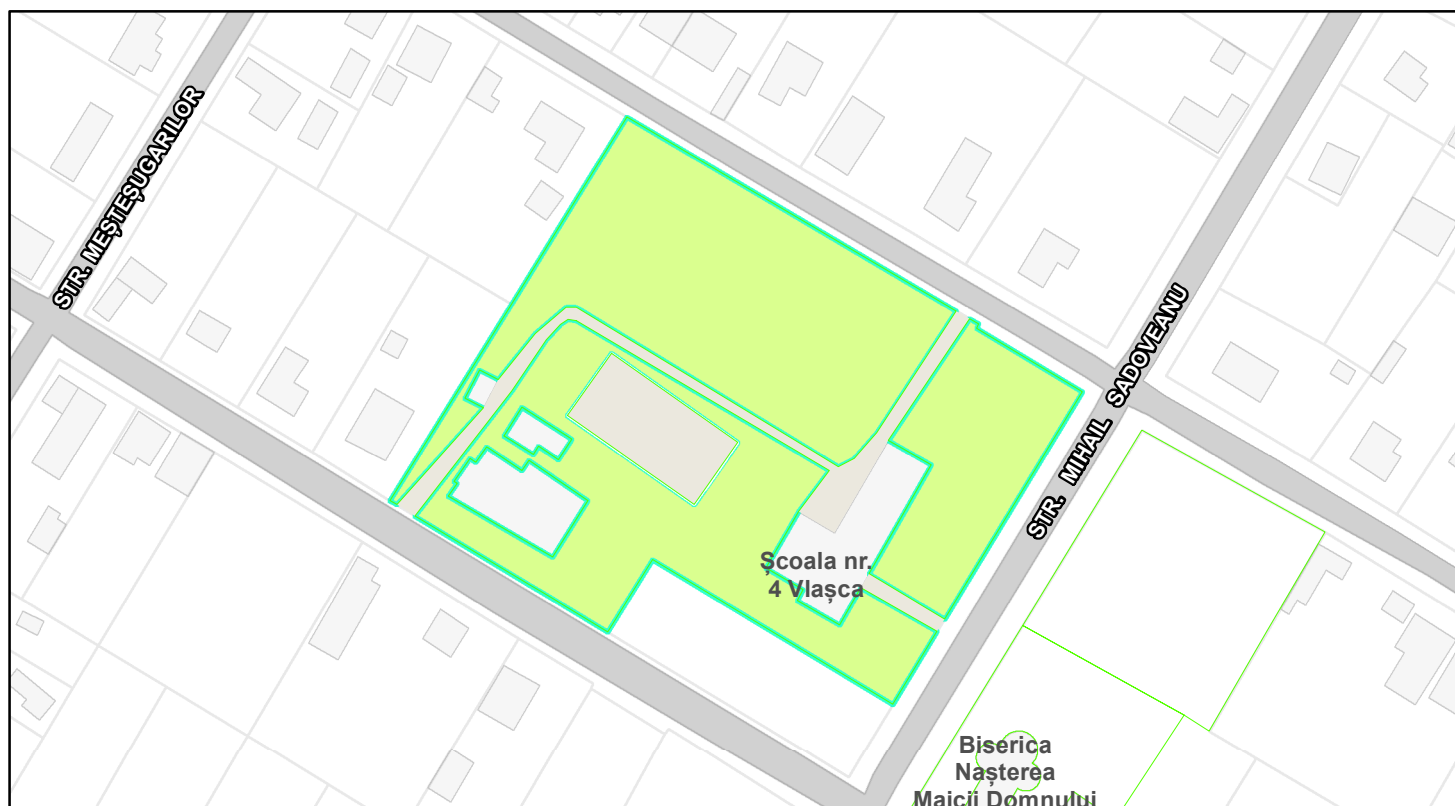 STR. MEȘTEȘUGARILOR
STR. MIHAIL SADOVEANU
Școala nr.
4 Vlașca
Biserica
Nașterea
Maicii Domnului